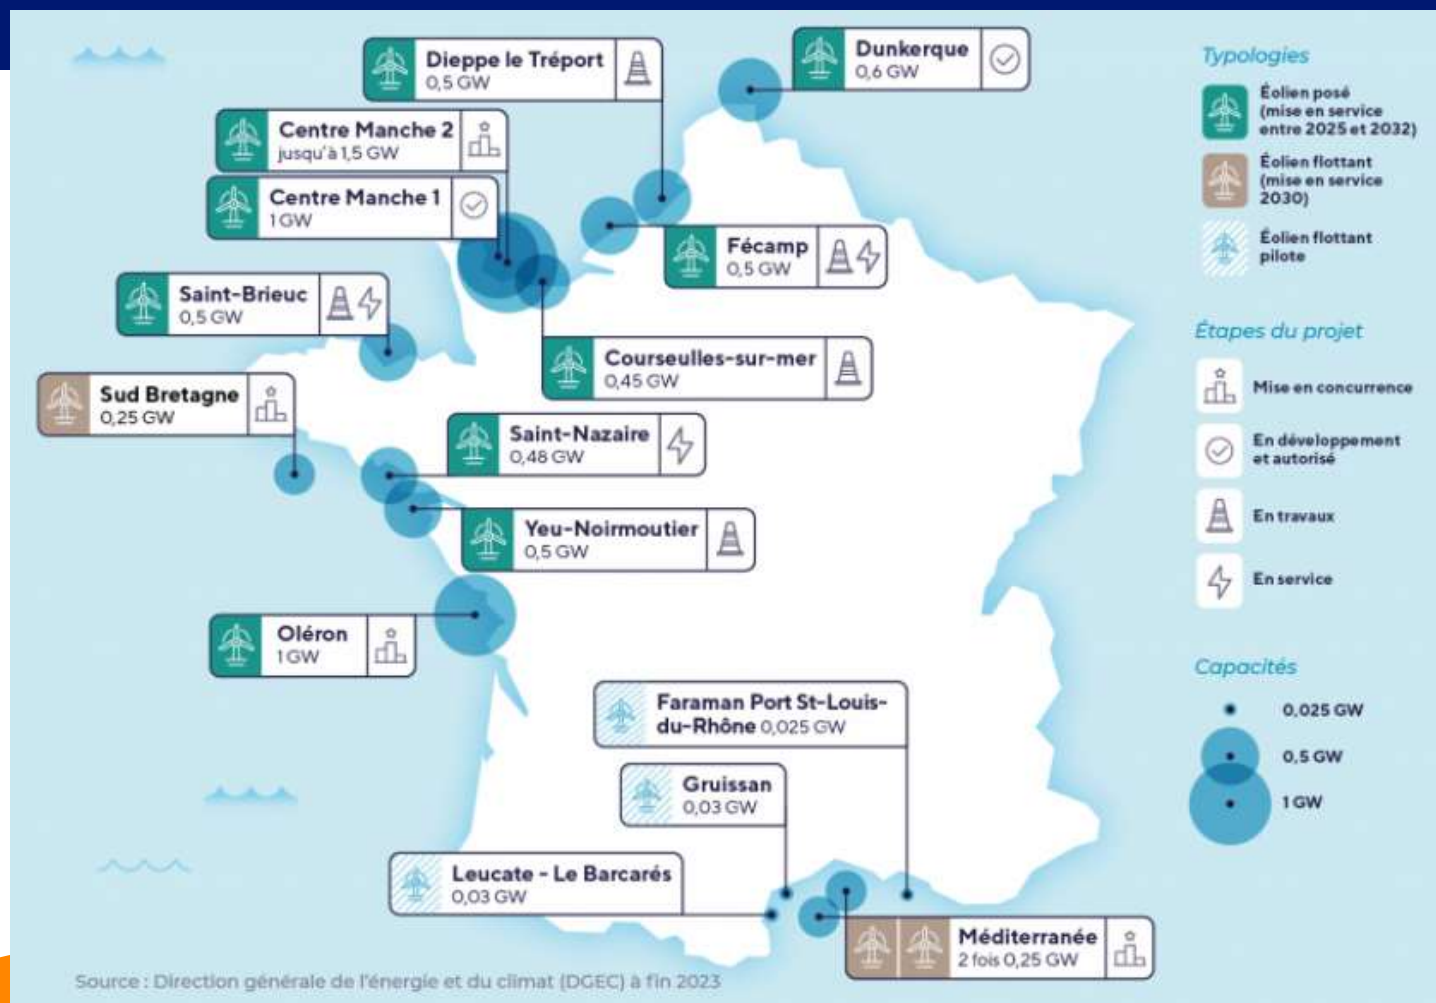 Dieppe le Tréport
0,5 GW
Dunkerque
0,6 GW
Centre Manche 2
jusqu'à 1,5 GW
Centre Manche 1
1 GW
Fécamp
0,5 GW
Saint-Brieuc
0,5 GW
Courseulles-sur-mer
0,45 GW
Sud Bretagne
0,25 GW
Saint-Nazaire
0,48 GW
Yeu-Noirmoutier
0,5 GW
Oléron
1 GW
Faraman Port St-Louis-
du-Rhône 0,025 GW
Gruissan
0,03 GW
Leucate - Le Barcarés
0,03 GW
Méditerranée
2 fois 0,25 GW
Typologies
Éolien posé
(mise en service
entre 2025 et 2032)
Éolien flottant
(mise en service
2030)
Éolien flottant
pilote
Étapes du projet
Mise en concurrence
En développement
et autorisé
En travaux
En service
Capacités
0,025 GW
0,5 GW
1 GW
Source : Direction générale de l'énergie et du climat (DGEC) à fin 2023